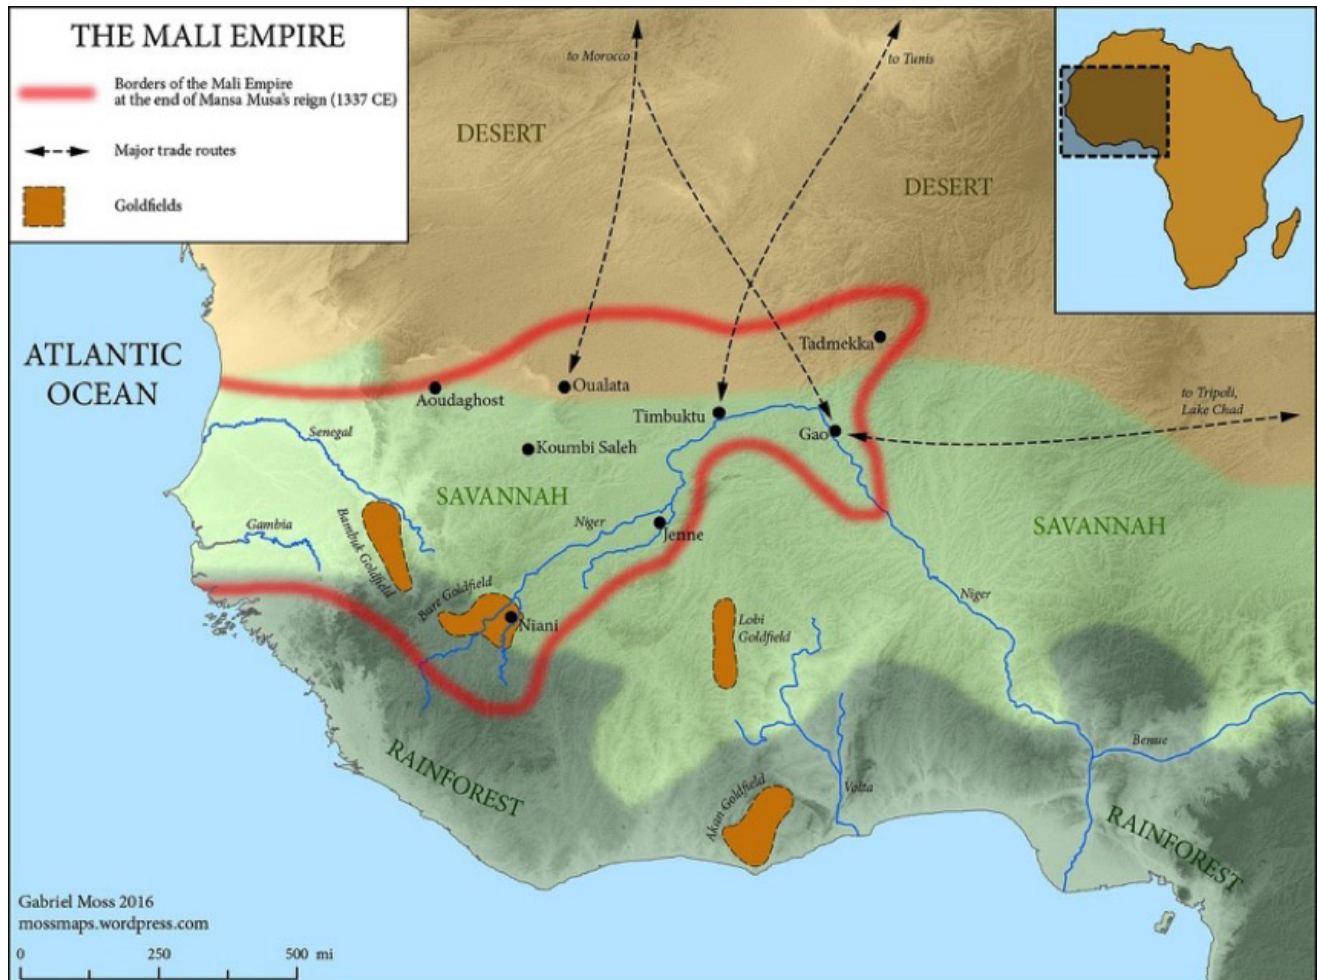 THE MALI EMPIRE
Borders of the Mali Empire
at the end of Mansa Musa's reign (1337 CE)
Major trade routes
Goldfields
to Morocco
to Tunis
DESERT
DESERT
ATLANTIC
OCEAN
Tadmekka
Aoudaghost
Oualata
Timbuktu
Gao
to Tripoli,
Lake Chad
Koumbi Saleh
Senegal
SAVANNAH
Niger
Jenne
SAVANNAH
Gambia
Bambuk Goldfield
Bure Goldfield
Niani
Lobi
Goldfield
Niger
RAINFOREST
Akan Goldfield
Volta
Benue
RAINFOREST
Gabriel Moss 2016
mossmaps.wordpress.com
0 250 500 mi